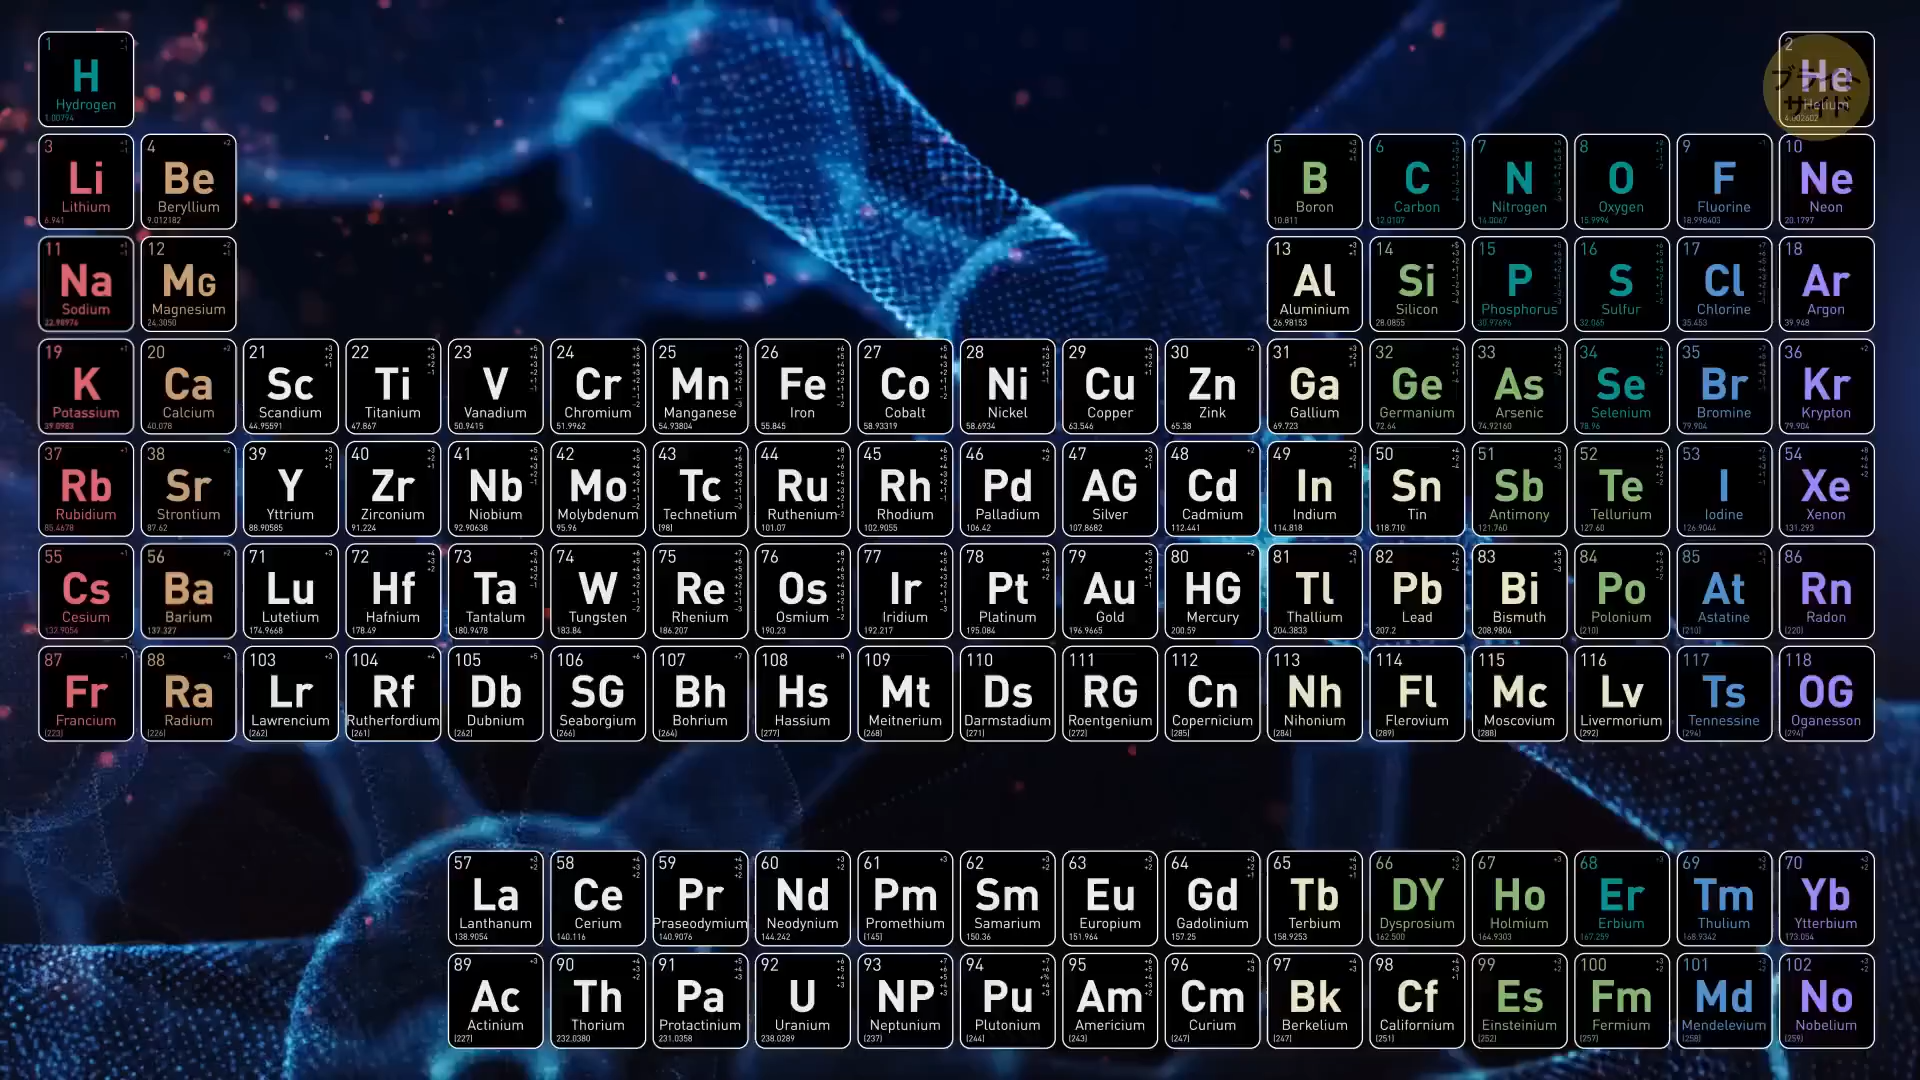 1 H Hydrogen 1.00794
2 He Helium 4.002602
ブライト
サイド
3 Li Lithium 6.941
4 Be Beryllium 9.012182
5 B Boron 10.811
6 C Carbon 12.0107
7 N Nitrogen 14.0067
8 O Oxygen 15.9994
9 F Fluorine 18.998403
10 Ne Neon 20.1797
11 Na Sodium 22.98976
12 MG Magnesium 24.3050
13 Al Aluminium 26.98153
14 Si Silicon 28.0855
15 P Phosphorus 30.97696
16 S Sulfur 32.065
17 Cl Chlorine 35.453
18 Ar Argon 39.948
19 K Potassium 39.0983
20 Ca Calcium 40.078
21 Sc Scandium 44.95591
22 Ti Titanium 47.867
23 V Vanadium 50.9415
24 Cr Chromium 51.9962
25 Mn Manganese 54.93804
26 Fe Iron 55.845
27 Co Cobalt 58.93319
28 Ni Nickel 58.6934
29 Cu Copper 63.546
30 Zn Zink 65.38
31 Ga Gallium 69.723
32 Ge Germanium 72.64
33 As Arsenic 74.92160
34 Se Selenium 78.96
35 Br Bromine 79.904
36 Kr Krypton 79.904
37 Rb Rubidium 85.4678
38 Sr Strontium 87.62
39 Y Yttrium 88.90585
40 Zr Zirconium 91.224
41 Nb Niobium 92.90638
42 Mo Molybdenum 95.96
43 Tc Technetium (98)
44 Ru Ruthenium 101.07
45 Rh Rhodium 102.9055
46 Pd Palladium 106.42
47 AG Silver 107.8682
48 Cd Cadmium 112.441
49 In Indium 114.818
50 Sn Tin 118.710
51 Sb Antimony 121.760
52 Te Tellurium 127.60
53 I Iodine 126.9044
54 Xe Xenon 131.293
55 Cs Cesium 132.9054
56 Ba Barium 137.327
71 Lu Lutetium 174.9668
72 Hf Hafnium 178.49
73 Ta Tantalum 180.9478
74 W Tungsten 183.84
75 Re Rhenium 186.207
76 Os Osmium 190.23
77 Ir Iridium 192.217
78 Pt Platinum 195.084
79 Au Gold 196.9665
80 HG Mercury 200.59
81 Tl Thallium 204.3833
82 Pb Lead 207.2
83 Bi Bismuth 208.9804
84 Po Polonium (210)
85 At Astatine (210)
86 Rn Radon (220)
87 Fr Francium (223)
88 Ra Radium (226)
103 Lr Lawrencium (262)
104 Rf Rutherfordium (261)
105 Db Dubnium (262)
106 SG Seaborgium (266)
107 Bh Bohrium (264)
108 Hs Hassium (277)
109 Mt Meitnerium (268)
110 Ds Darmstadium (271)
111 RG Roentgenium (272)
112 Cn Copernicium (285)
113 Nh Nihonium (284)
114 Fl Flerovium (289)
115 Mc Moscovium (288)
116 Lv Livermorium (292)
117 Ts Tennessine (294)
118 OG Oganesson (294)
57 La Lanthanum 138.9054
58 Ce Cerium 140.116
59 Pr Praseodymium 140.9076
60 Nd Neodynium 144.242
61 Pm Promethium (145)
62 Sm Samarium 150.36
63 Eu Europium 151.964
64 Gd Gadolinium 157.25
65 Tb Terbium 158.9253
66 DY Dysprosium 162.500
67 Ho Holmium 164.9303
68 Er Erbium 167.259
69 Tm Thulium 168.9342
70 Yb Ytterbium 173.054
89 Ac Actinium (227)
90 Th Thorium 232.0380
91 Pa Protactinium 231.0358
92 U Uranium 238.0289
93 NP Neptunium (237)
94 Pu Plutonium (244)
95 Am Americium (243)
96 Cm Curium (247)
97 Bk Berkelium (247)
98 Cf Californium (251)
99 Es Einsteinium (252)
100 Fm Fermium (257)
101 Md Mendelevium (258)
102 No Nobelium (259)